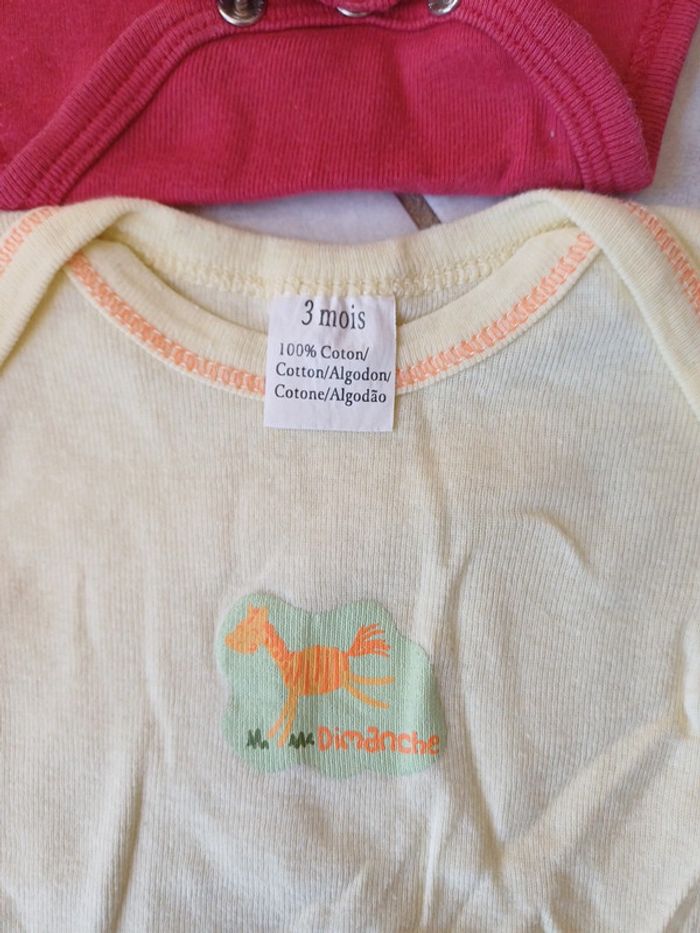 3 mois
100% Coton/
Cotton/Algodon/
Cotone/Algodão
Dimanche